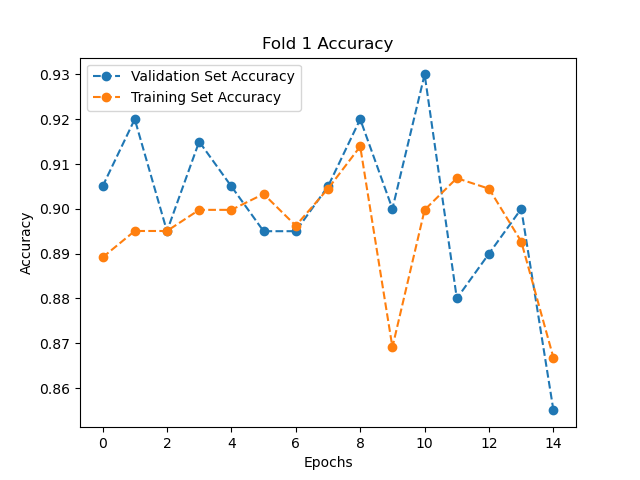 Fold 1 Accuracy
Validation Set Accuracy
Training Set Accuracy
0.93
0.92
0.91
0.90
0.89
0.88
0.87
0.86
Accuracy
0 2 4 6 8 10 12 14
Epochs